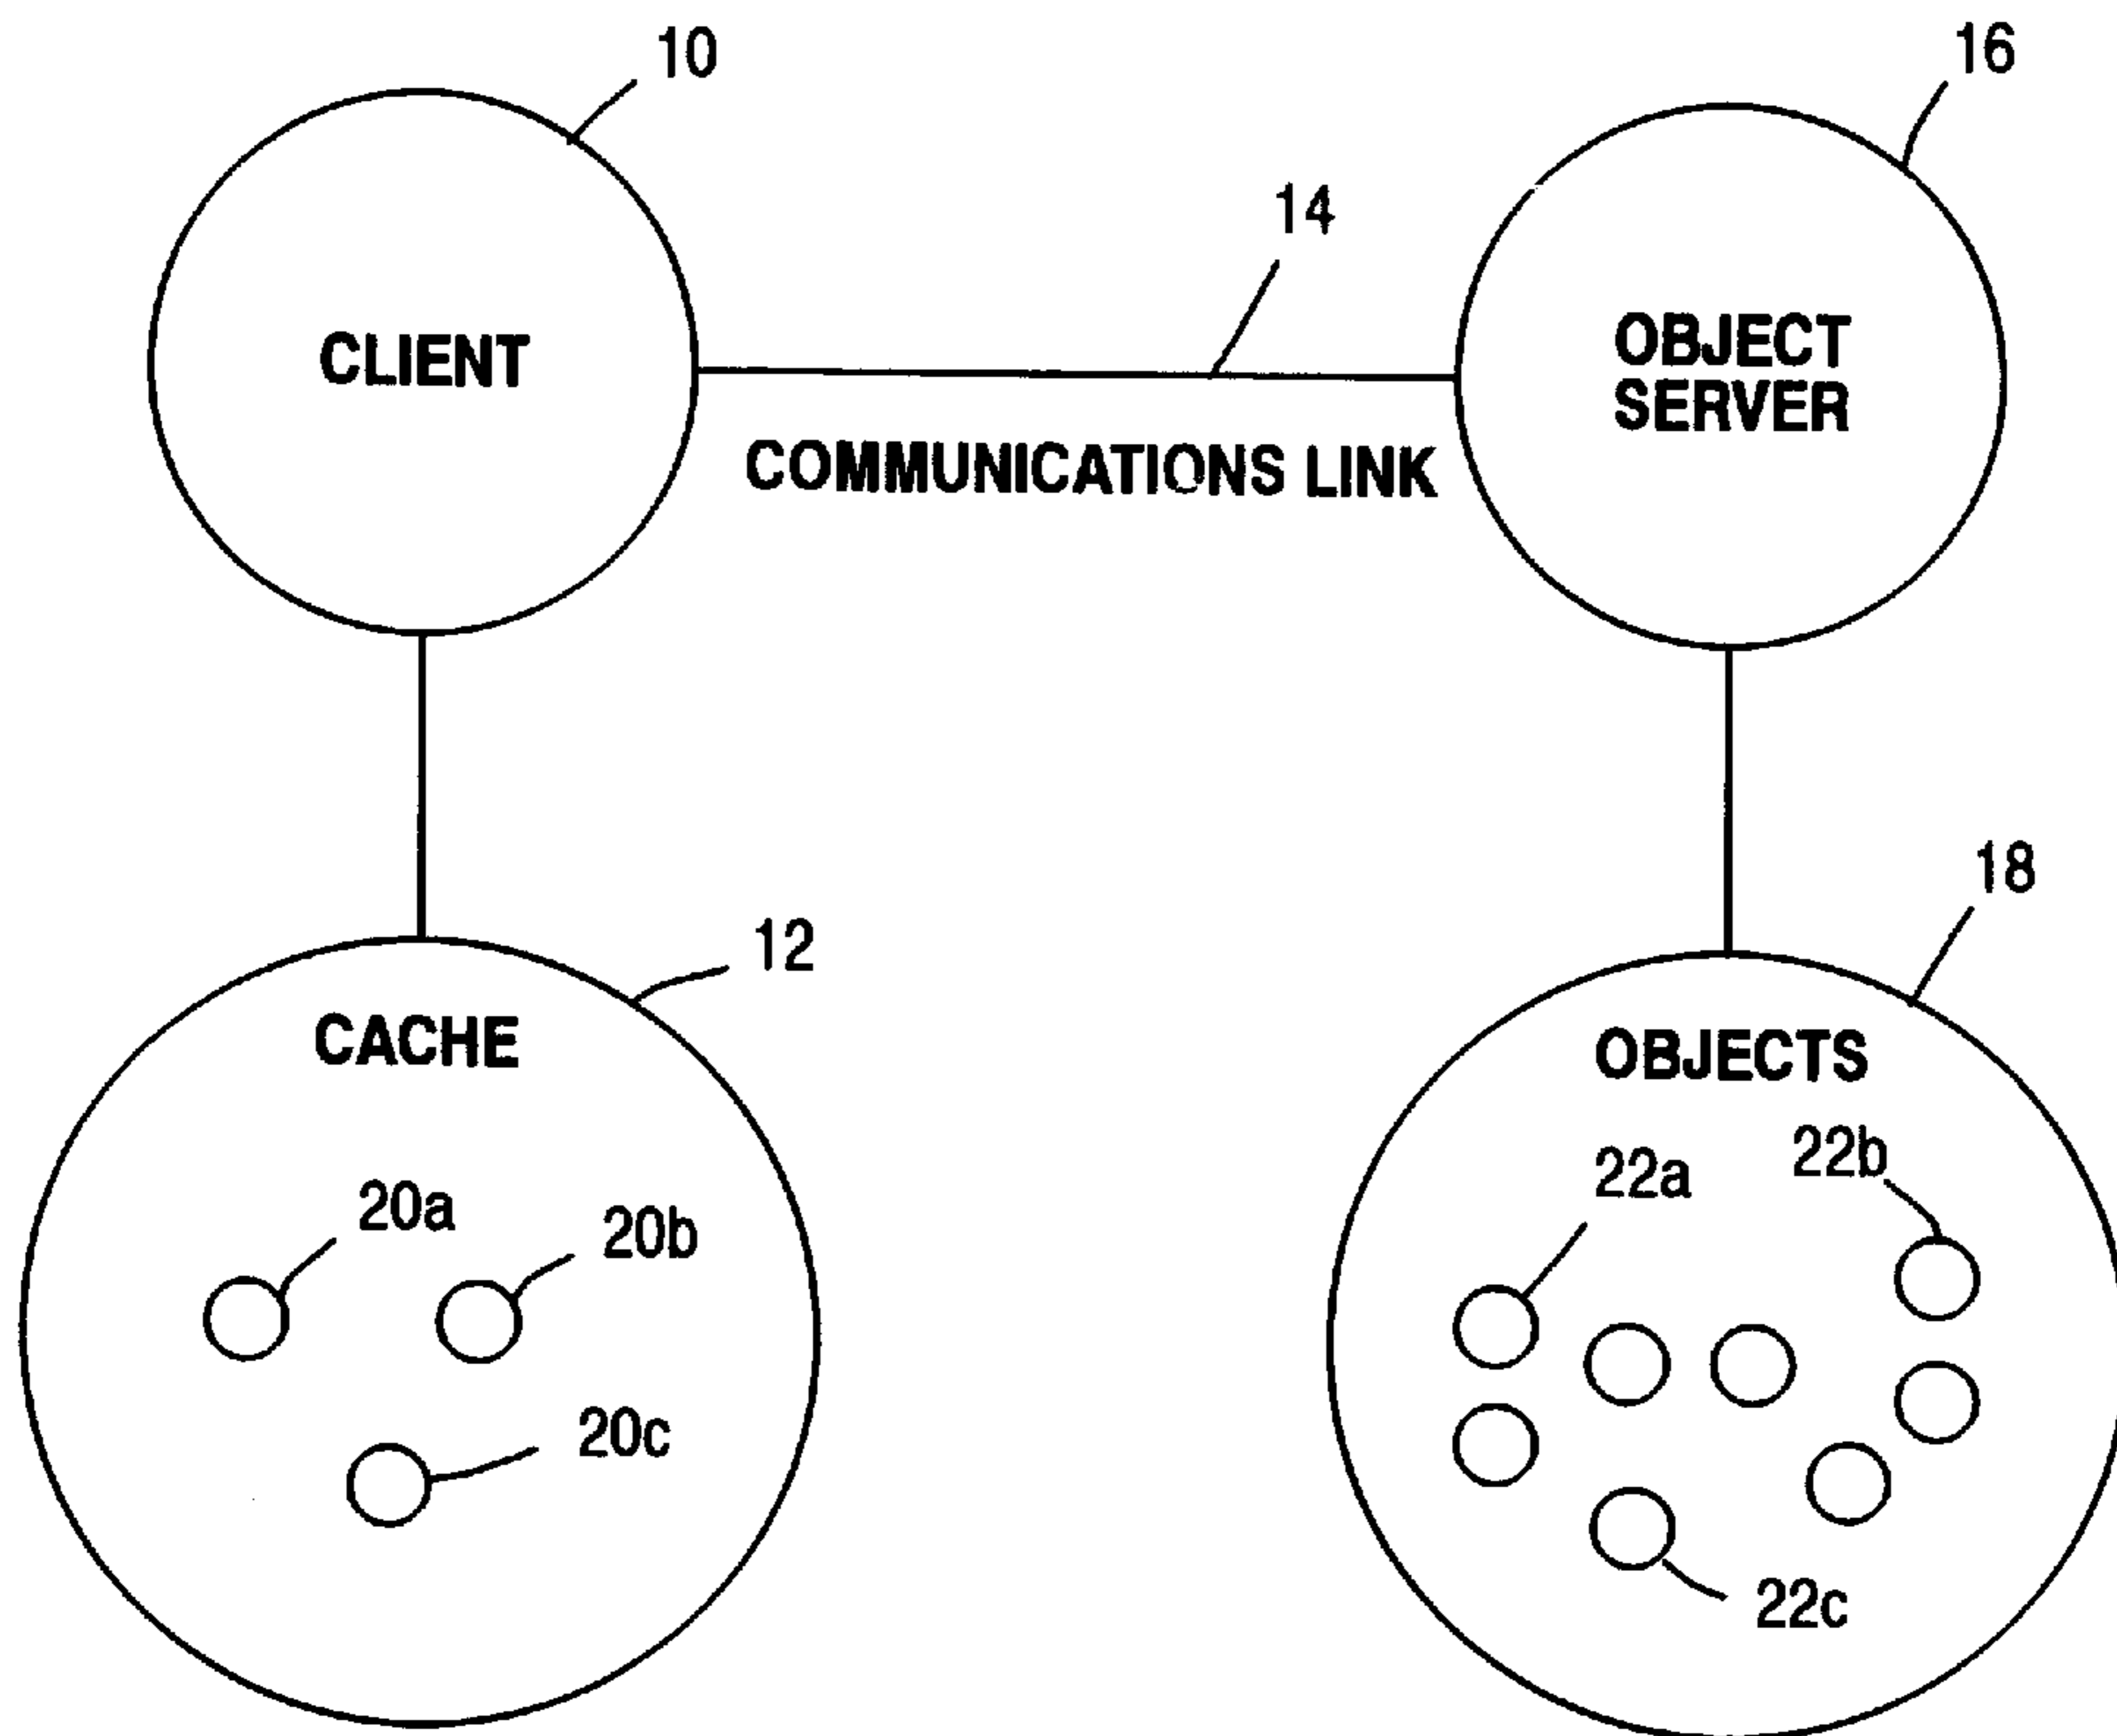 10
16
14
CLIENT
OBJECT
SERVER
COMMUNICATIONS LINK
18
12
CACHE
OBJECTS
22b
22a
20a
20b
20c
22c